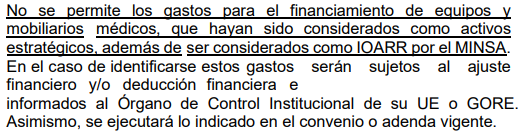 No se permite los gastos para el financiamiento de equipos y
mobiliarios médicos, que hayan sido considerados como activos
estratégicos, además de ser considerados como IOARR por el MINSA.
En el caso de identificarse estos gastos serán sujetos al ajuste
financiero y/o deducción financiera e
informados al Órgano de Control Institucional de su UE o GORE.
Asimismo, se ejecutará lo indicado en el convenio o adenda vigente.